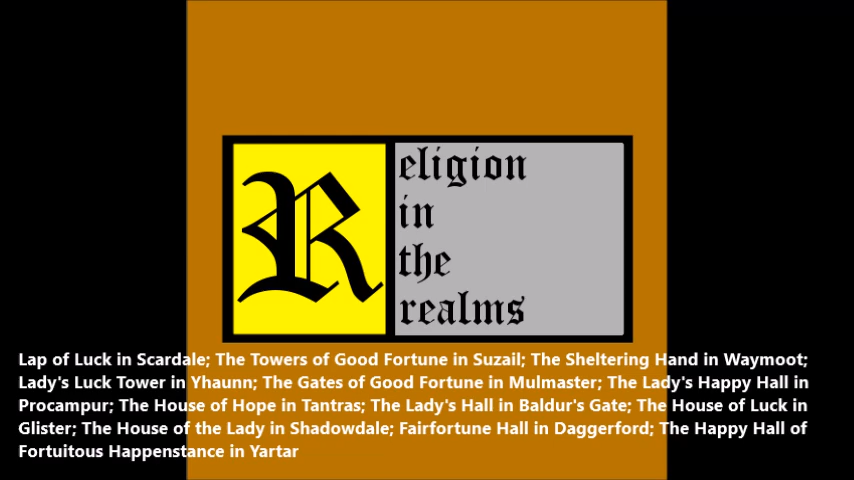 Religion
in
the
realms
Lap of Luck in Scardale; The Towers of Good Fortune in Suzail; The Sheltering Hand in Waymoot;
Lady's Luck Tower in Yhaunn; The Gates of Good Fortune in Mulmaster; The Lady's Happy Hall in
Procampur; The House of Hope in Tantras; The Lady's Hall in Baldur's Gate; The House of Luck in
Glister; The House of the Lady in Shadowdale; Fairfortune Hall in Daggerford; The Happy Hall of
Fortuitous Happenstance in Yartar